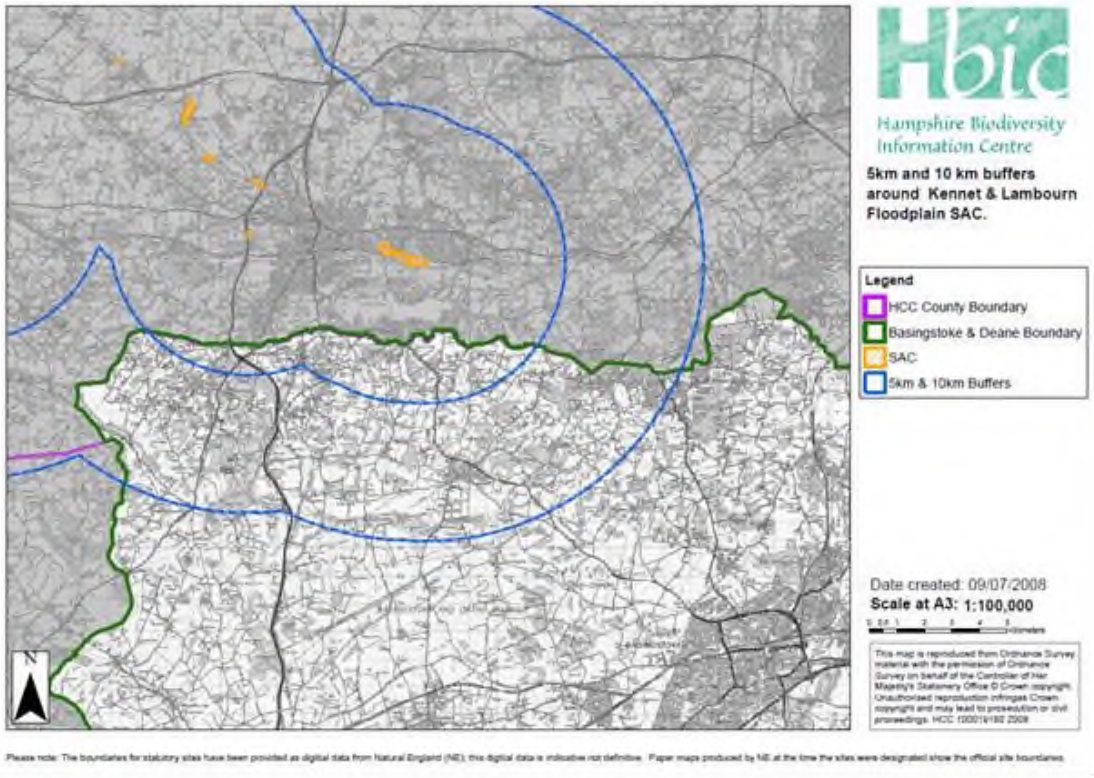 Hbic
Hampshire Biodiversity
Information Centre
5km and 10 km buffers
around Kennet & Lambourn
Floodplain SAC.
Legend
HCC County Boundary
Basingstoke & Deane Boundary
SAC
5km & 10km Buffers
Date created: 09/07/2008
Scale at A3: 1:100,000
N
This map is reproduced from Ordnance Survey
material with the permission of Ordnance
Survey on behalf of the Controller of Her
Majesty's Stationery Office © Crown copyright.
Unauthorised reproduction infringes Crown
copyright and may lead to prosecution or civil
proceedings. HCC 2008
Please note: The boundaries for statutory sites have been provided as digital data from Natural England (NE); this digital data is indicative not definitive. Paper maps produced by NE at the time the sites were designated show the official site boundaries.